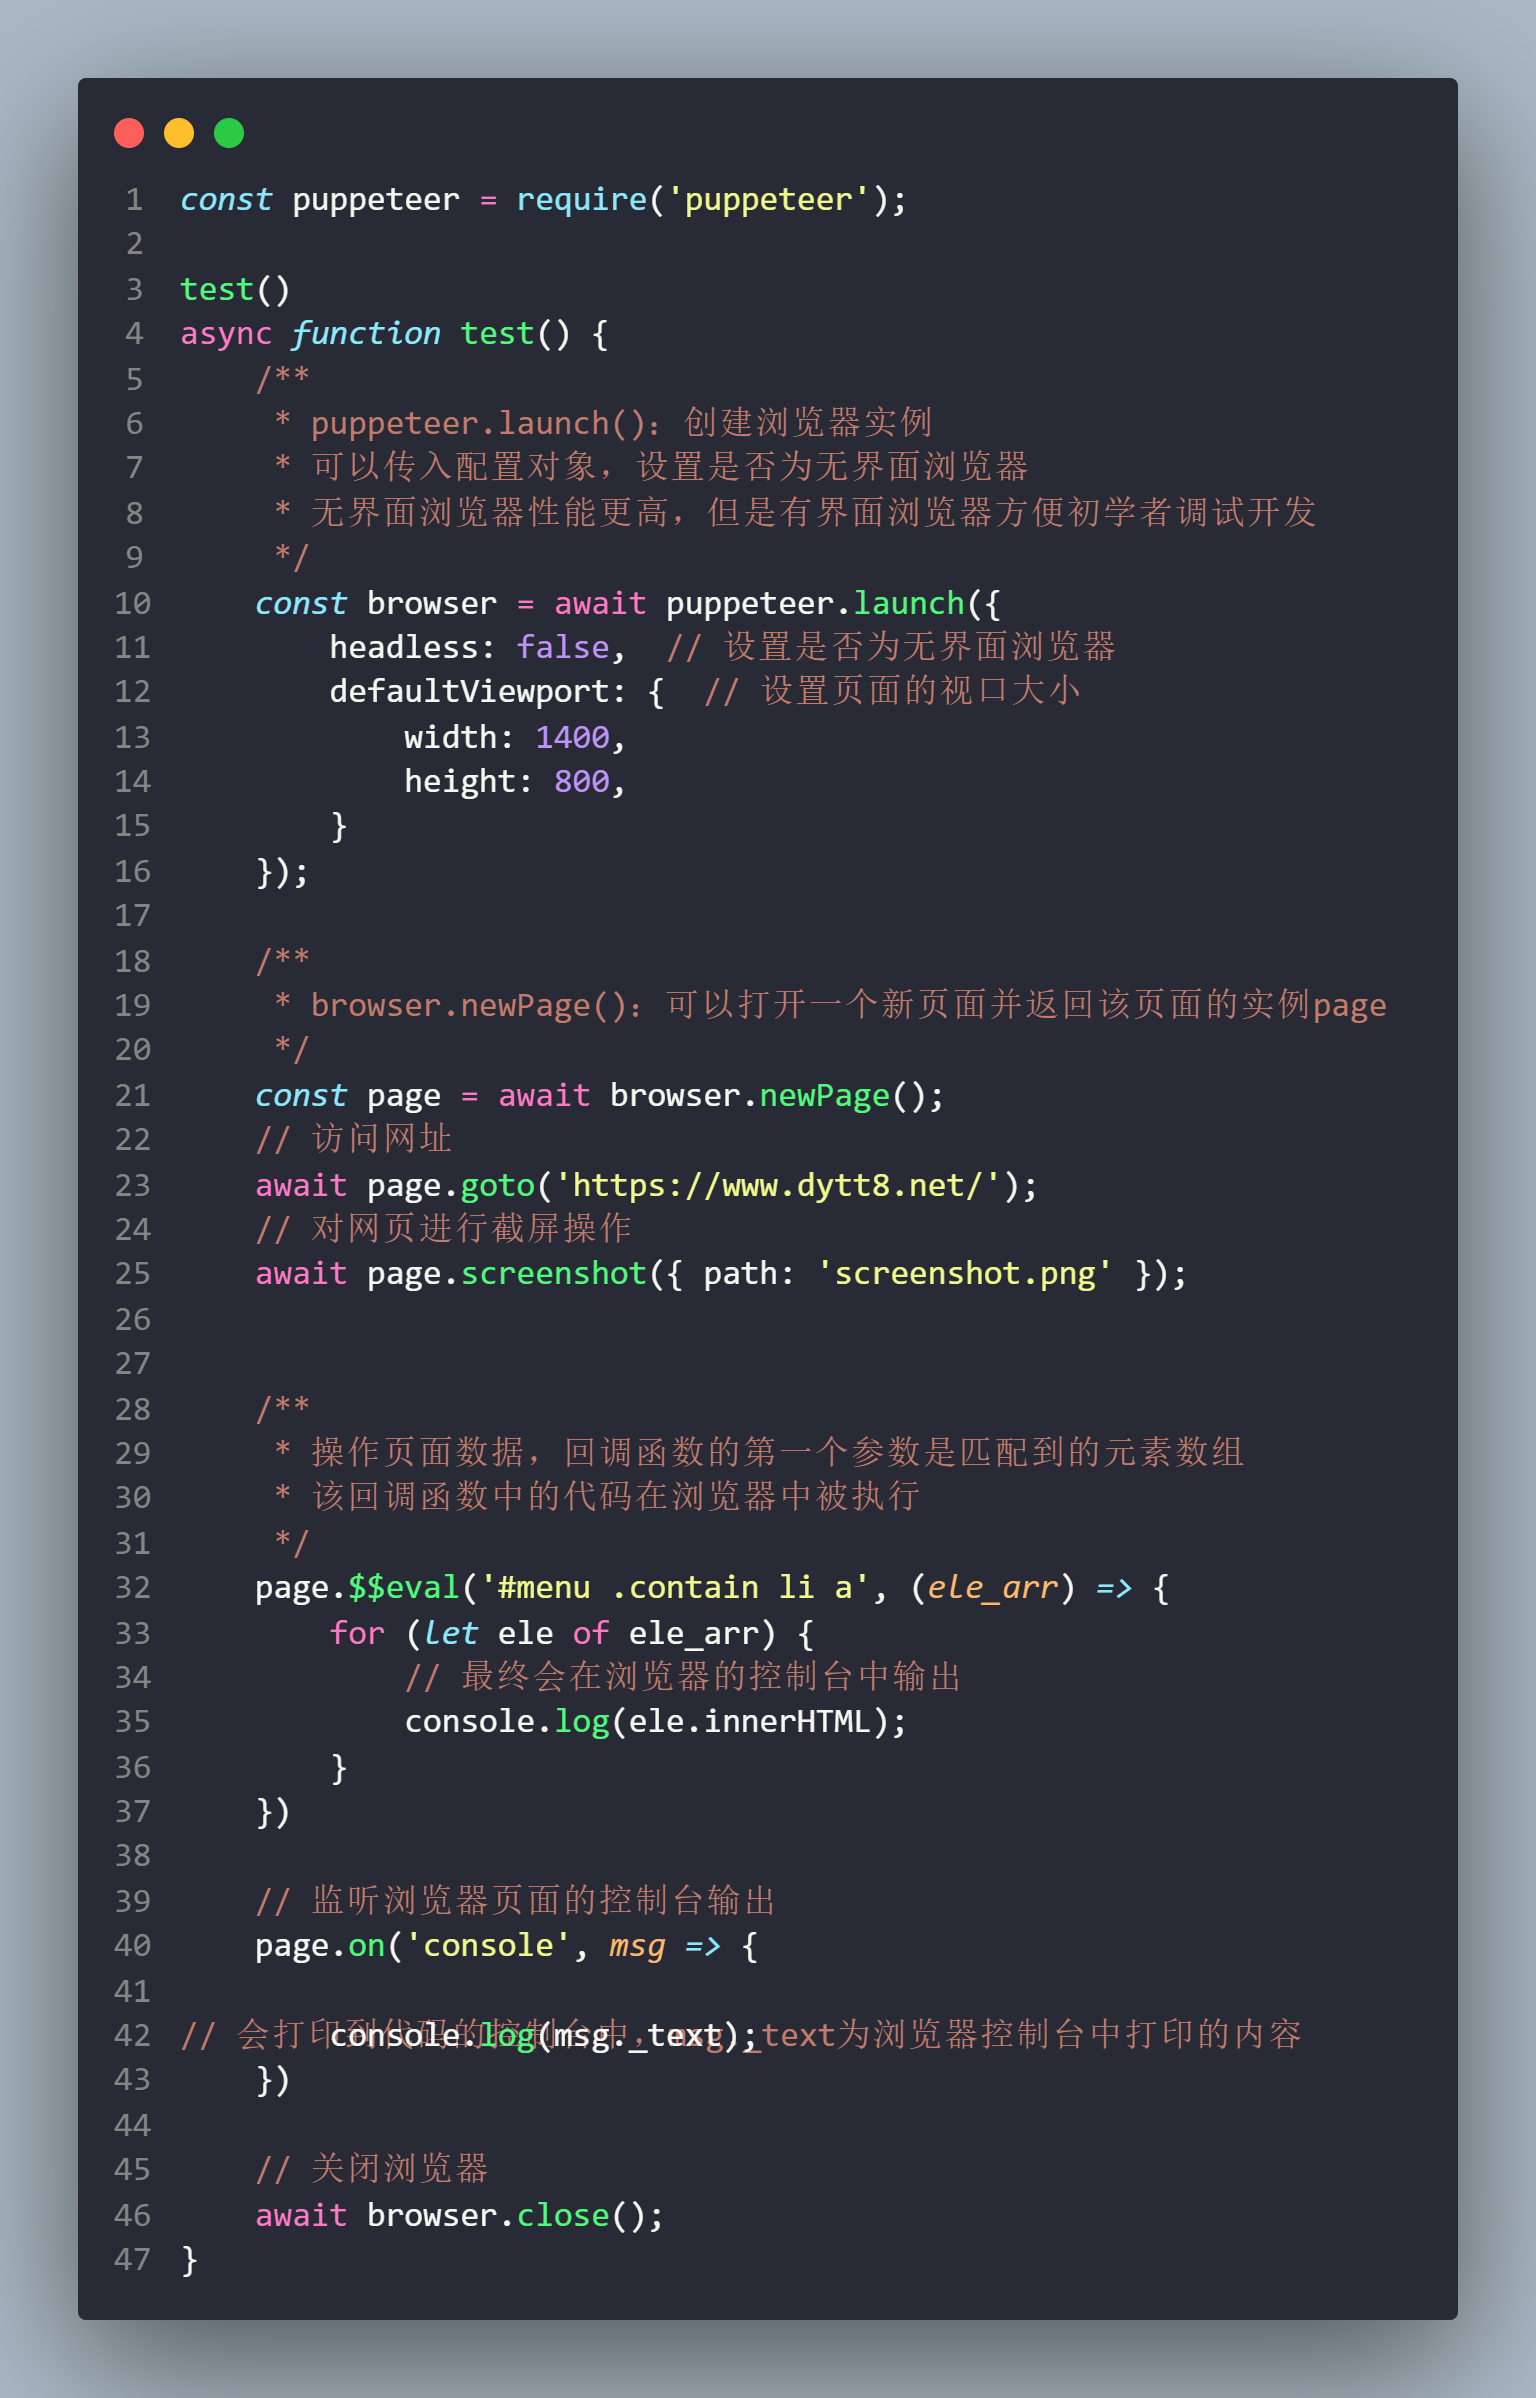 1 const puppeteer = require('puppeteer');
2
3 test()
4 async function test() {
5     /**
6      * puppeteer.launch()：创建浏览器实例
7      * 可以传入配置对象，设置是否为无界面浏览器
8      * 无界面浏览器性能更高，但是有界面浏览器方便初学者调试开发
9      */
10     const browser = await puppeteer.launch({
11         headless: false,  // 设置是否为无界面浏览器
12         defaultViewport: {  // 设置页面的视口大小
13             width: 1400,
14             height: 800,
15         }
16     });
17
18     /**
19      * browser.newPage()：可以打开一个新页面并返回该页面的实例page
20      */
21     const page = await browser.newPage();
22     // 访问网址
23     await page.goto('https://www.dytt8.net/');
24     // 对网页进行截屏操作
25     await page.screenshot({ path: 'screenshot.png' });
26
27
28     /**
29      * 操作页面数据，回调函数的第一个参数是匹配到的元素数组
30      * 该回调函数中的代码在浏览器中被执行
31      */
32     page.$$eval('#menu .contain li a', (ele_arr) => {
33         for (let ele of ele_arr) {
34             // 最终会在浏览器的控制台中输出
35             console.log(ele.innerHTML);
36         }
37     })
38
39     // 监听浏览器页面的控制台输出
40     page.on('console', msg => {
41
42 // 会打印到代码的控制台中，msg._text为浏览器控制台中打印的内容
        console.log(msg._text);
43     })
44
45     // 关闭浏览器
46     await browser.close();
47 }